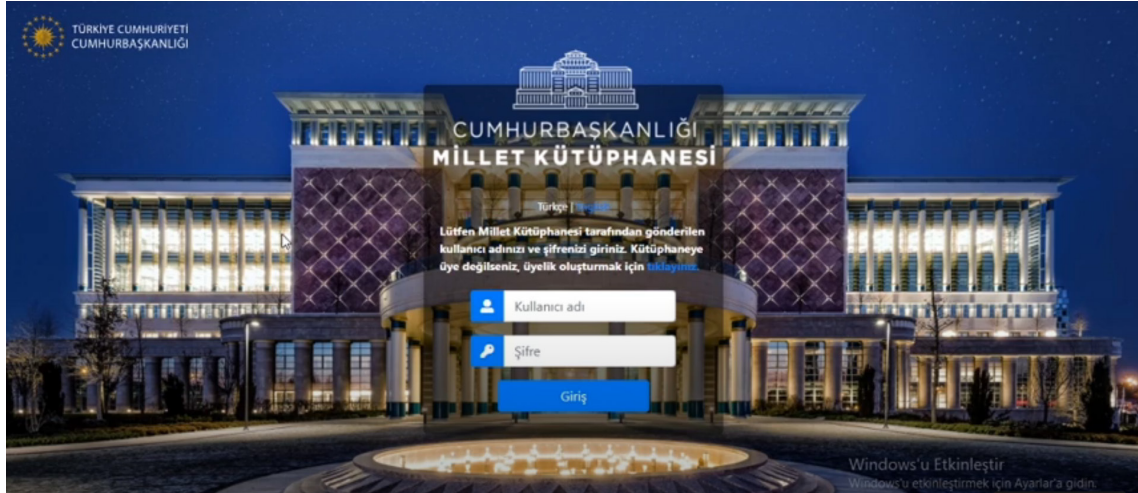 TÜRKİYE CUMHURİYETİ
CUMHURBAŞKANLIĞI
CUMHURBAŞKANLIĞI
MİLLET KÜTÜPHANESİ
Türkçe |
Lütfen Millet Kütüphanesi tarafından gönderilen
kullanıcı adınızı ve şifrenizi giriniz. Kütüphaneye
üye değilseniz, üyelik oluşturmak için tıklayınız.
Kullanıcı adı
Şifre
Giriş
Windows'u Etkinleştir
Windows'u etkinleştirmek için Ayarlar'a gidin.